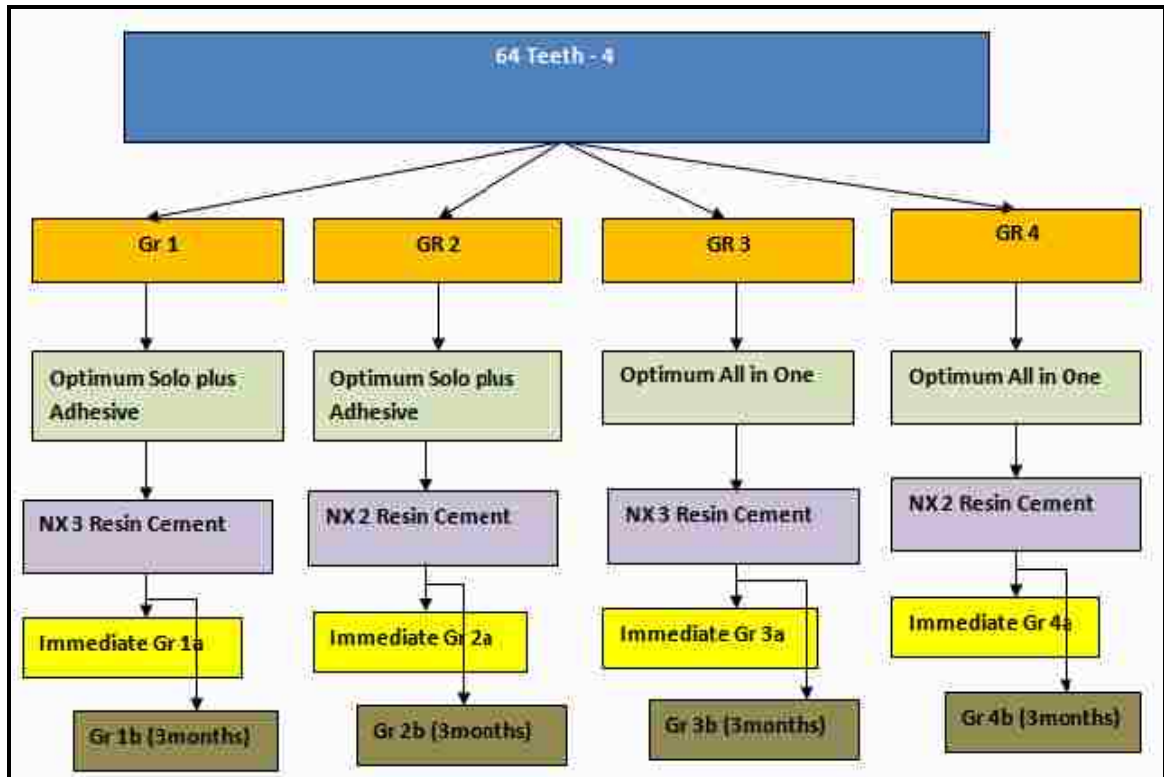 64 Teeth - 4
Gr 1
GR 2
GR 3
GR 4
Optimum Solo plus
Adhesive
Optimum Solo plus
Adhesive
Optimum All in One
Optimum All in One
NX 3 Resin Cement
NX 2 Resin Cement
NX 3 Resin Cement
NX 2 Resin Cement
Immediate Gr 1a
Immediate Gr 2a
Immediate Gr 3a
Immediate Gr 4a
Gr 1b (3months)
Gr 2b (3months)
Gr 3b (3months)
Gr 4b (3months)